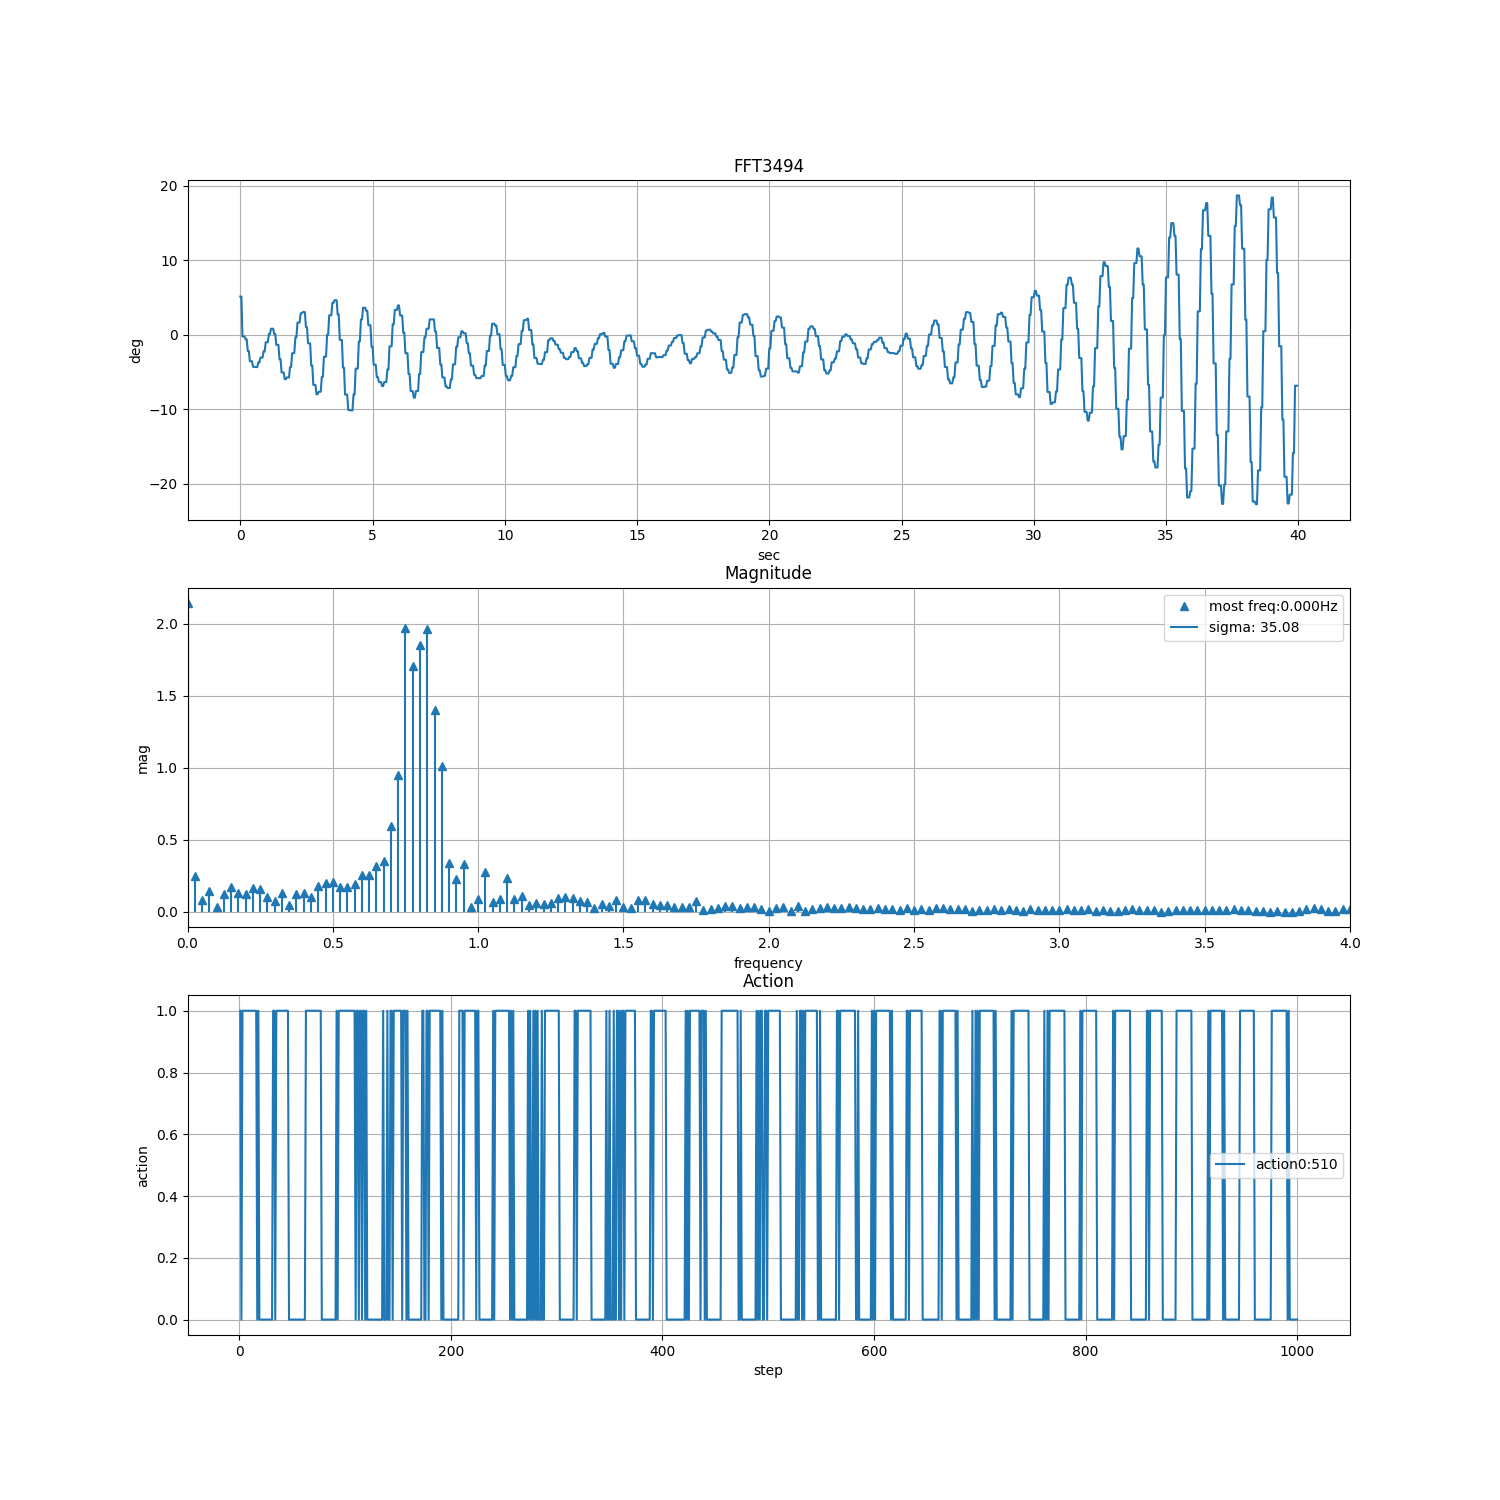 FFT3494
20
10
0
−10
−20
deg
0 5 10 15 20 25 30 35 40
sec
Magnitude
2.0
1.5
1.0
0.5
0.0
mag
most freq:0.000Hz
sigma: 35.08
0.0 0.5 1.0 1.5 2.0 2.5 3.0 3.5 4.0
frequency
Action
1.0
0.8
0.6
0.4
0.2
0.0
action
action0:510
0 200 400 600 800 1000
step